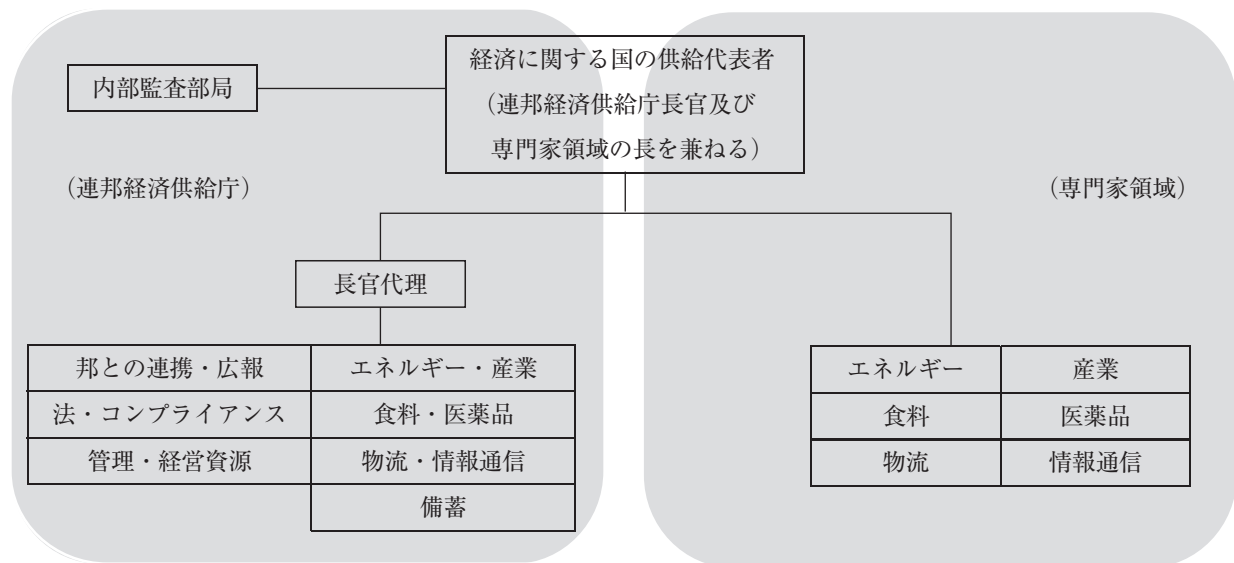 経済に関する国の供給代表者
（連邦経済供給庁長官及び
専門家領域の長を兼ねる）
内部監査部局
（連邦経済供給庁）
（専門家領域）
長官代理
邦との連携・広報
エネルギー・産業
法・コンプライアンス
食料・医薬品
管理・経営資源
物流・情報通信
備蓄
エネルギー
産業
食料
医薬品
物流
情報通信